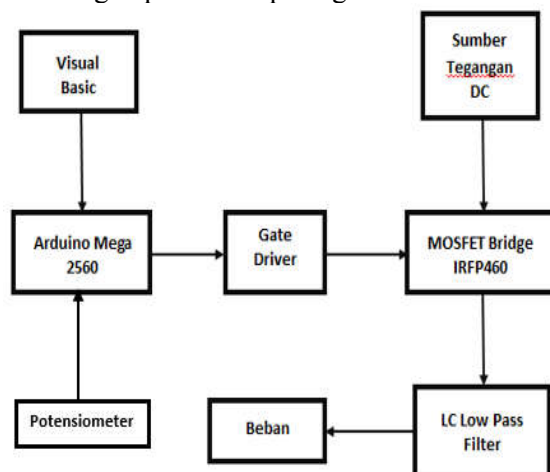 Visual
Basic
Sumber
Tegangan
DC
Arduino Mega
2560
Gate
Driver
MOSFET Bridge
IRFP460
Potensiometer
Beban
LC Low Pass
Filter